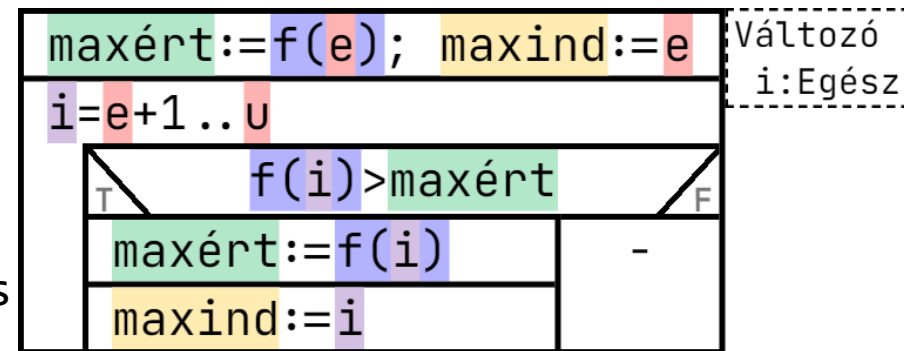 maxért:=f(e); maxind:=e
Változó
i:Egész
i=e+1..u
f(i)>maxért
T
F
maxért:=f(i)
-
s
maxind:=i